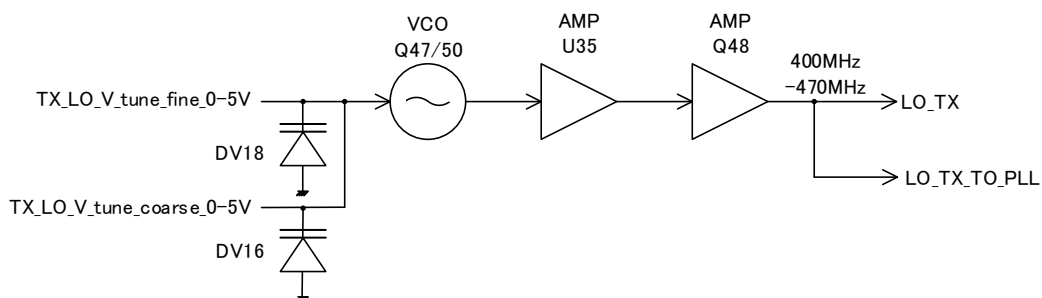 VCO
Q47/50
AMP
U35
AMP
Q48
400MHz
-470MHz
TX_LO_V_tune_fine_0-5V
LO_TX
DV18
LO_TX_TO_PLL
TX_LO_V_tune_coarse_0-5V
DV16